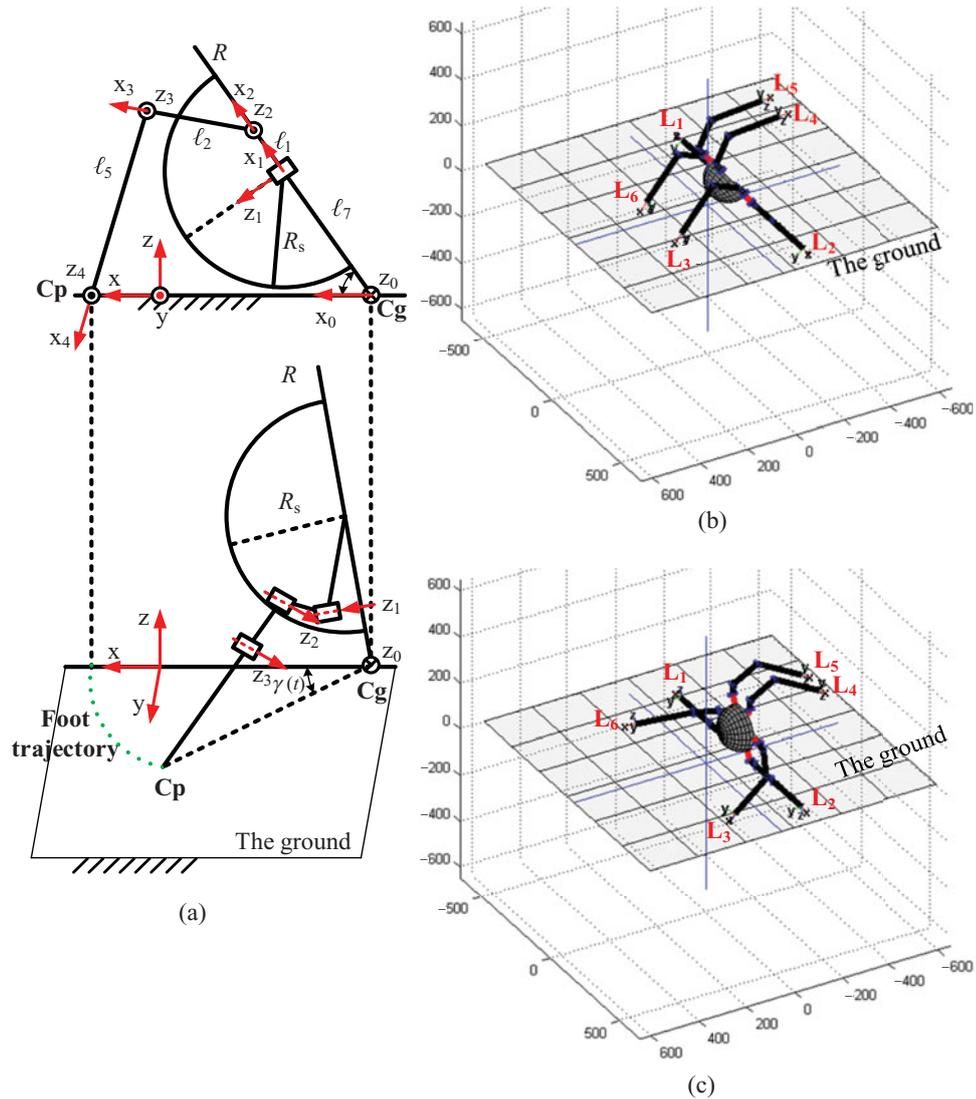 R
x₃
z₃
x₂
z₂
ℓ₂
ℓ₁
x₁
ℓ₅
z₁
ℓ₇
Rₛ
z
z₄
x
z₀
Cp
Cg
y
x₀
x₄
R
Rₛ
z₁
z₂
z
x
z₀
z₃
γ (t)
Cg
y
Foot
trajectory
Cp
The ground
(a)
600
400
200
0
−200
−400
−600
−500
0
500
600
400
200
0
−200
−400
−600
L₁
L₅
L₄
L₆
L₃
L₂
The ground
(b)
600
400
200
0
−200
−400
−600
−500
0
500
600
400
200
0
−200
−400
−600
L₁
L₅
L₄
L₆
L₃
L₂
The ground
(c)